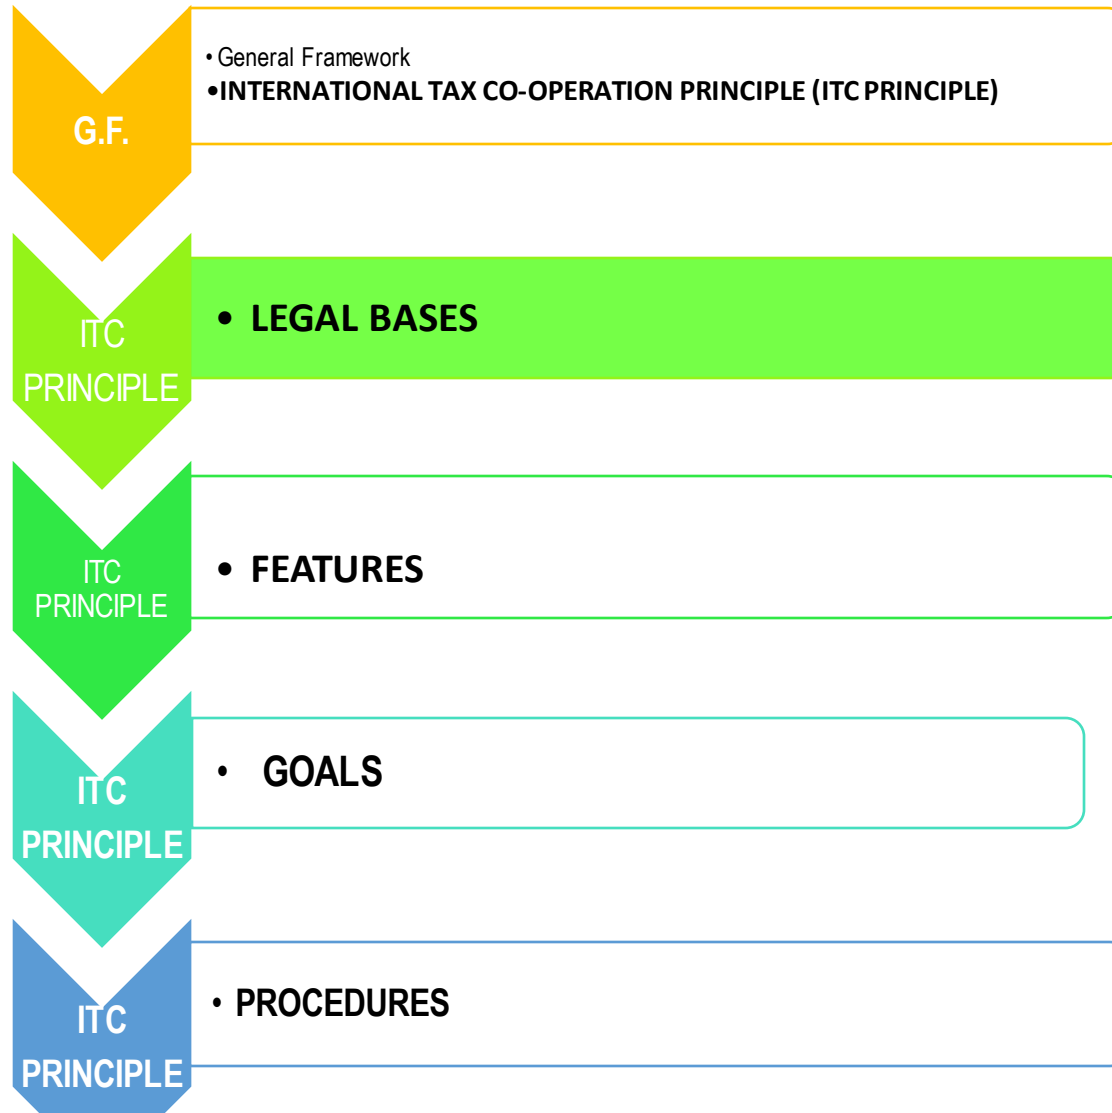 • General Framework
•INTERNATIONAL TAX CO-OPERATION PRINCIPLE (ITC PRINCIPLE)
G.F.
• LEGAL BASES
ITC
PRINCIPLE
• FEATURES
ITC
PRINCIPLE
• GOALS
ITC
PRINCIPLE
• PROCEDURES
ITC
PRINCIPLE